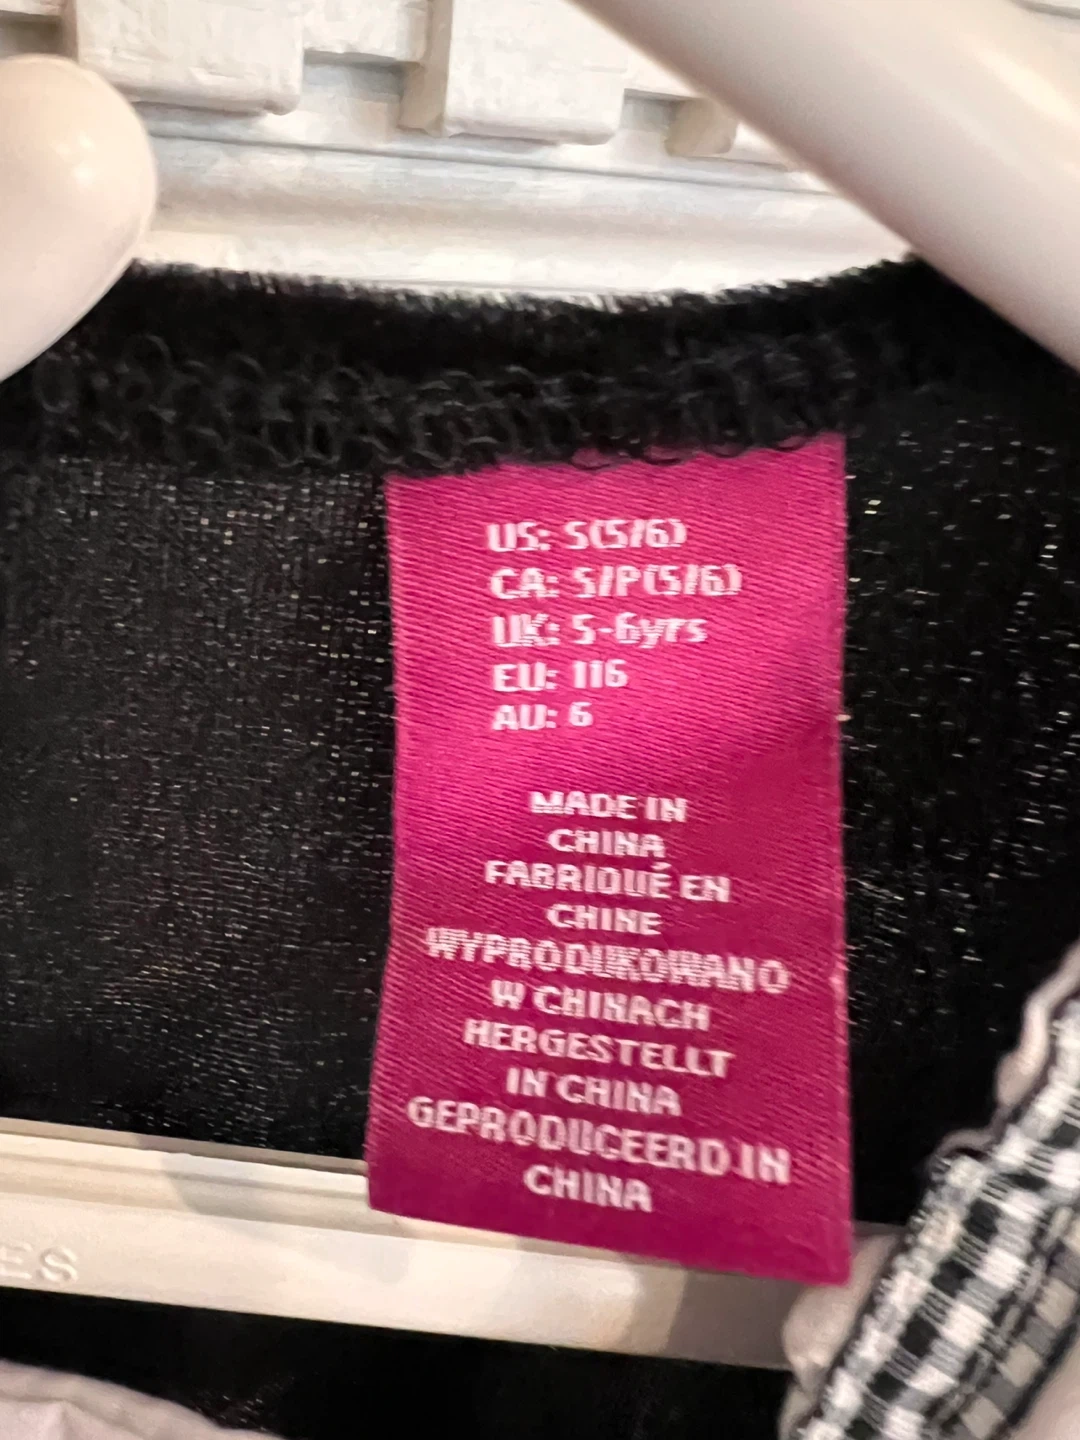 US: S(5/6)
CA: S/P(5/6)
UK: 5-6yrs
EU: 116
AU: 6
MADE IN
CHINA
FABRIQUÉ EN
CHINE
WYPRODUKOWANO
W CHINACH
HERGESTELLT
IN CHINA
GEPRODUCEERD IN
CHINA
ES